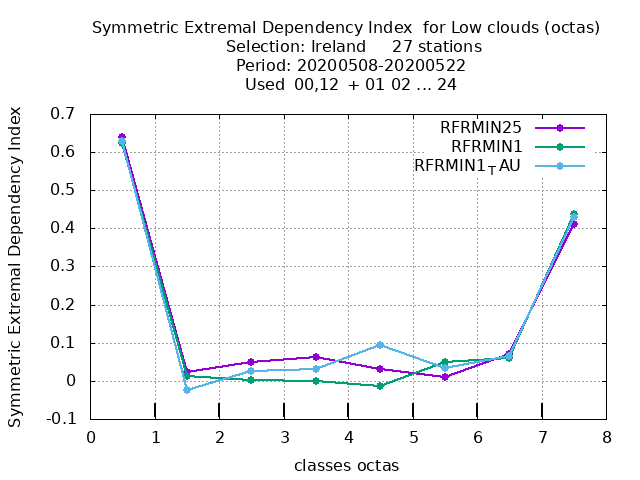 Symmetric Extremal Dependency Index for Low clouds (octas)
Selection: Ireland 27 stations
Period: 20200508-20200522
Used 00,12 + 01 02 ... 24
Symmetric Extremal Dependency Index
0.7
0.6
0.5
0.4
0.3
0.2
0.1
0
-0.1
RFRMIN25
RFRMIN1
RFRMIN1TAU
0 1 2 3 4 5 6 7 8
classes octas